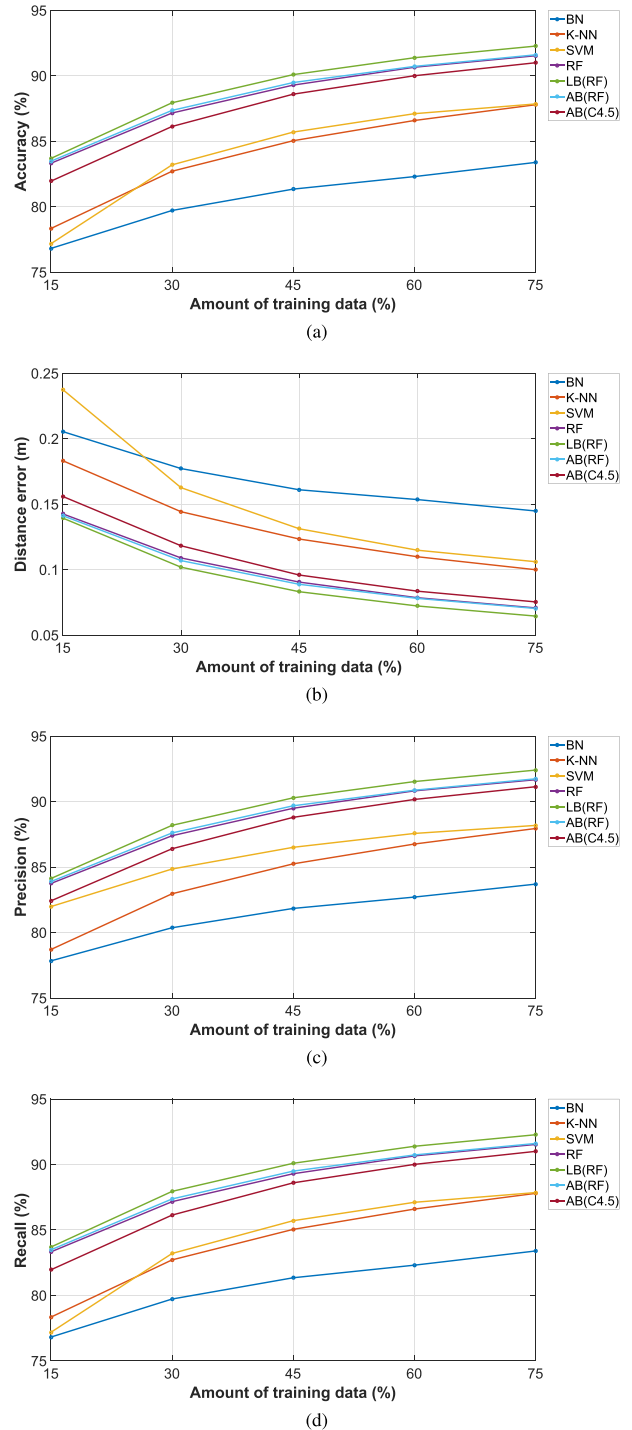 95
90
85
80
75
Accuracy (%)
15 30 45 60 75
Amount of training data (%)
BN
K-NN
SVM
RF
LB(RF)
AB(RF)
AB(C4.5)
(a)
0.25
0.2
0.15
0.1
0.05
Distance error (m)
15 30 45 60 75
Amount of training data (%)
BN
K-NN
SVM
RF
LB(RF)
AB(RF)
AB(C4.5)
(b)
95
90
85
80
75
Precision (%)
15 30 45 60 75
Amount of training data (%)
BN
K-NN
SVM
RF
LB(RF)
AB(RF)
AB(C4.5)
(c)
95
90
85
80
75
Recall (%)
15 30 45 60 75
Amount of training data (%)
BN
K-NN
SVM
RF
LB(RF)
AB(RF)
AB(C4.5)
(d)